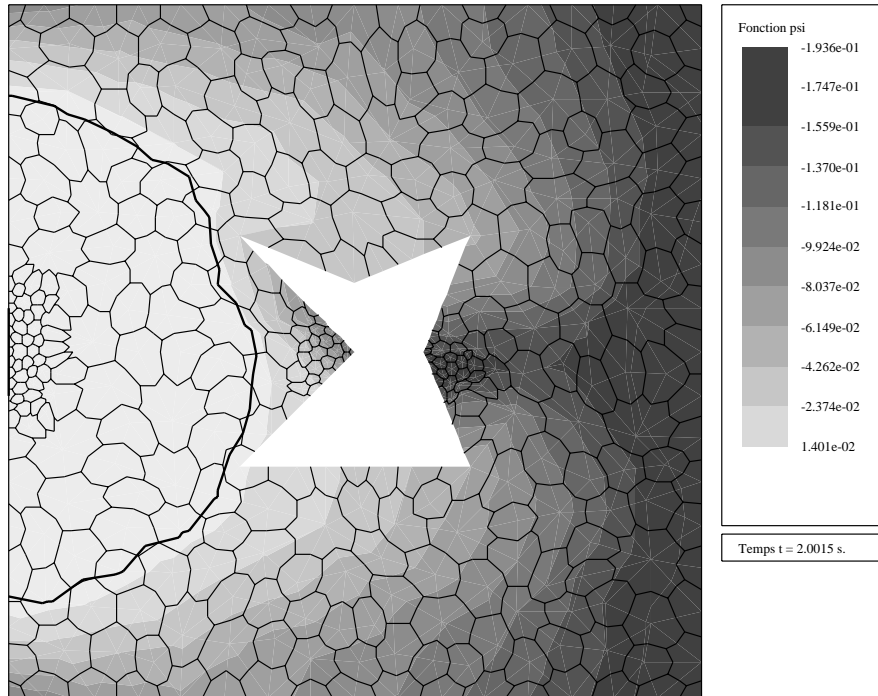 Fonction psi
-1.936e-01
-1.747e-01
-1.559e-01
-1.370e-01
-1.181e-01
-9.924e-02
-8.037e-02
-6.149e-02
-4.262e-02
-2.374e-02
1.401e-02
Temps t = 2.0015 s.